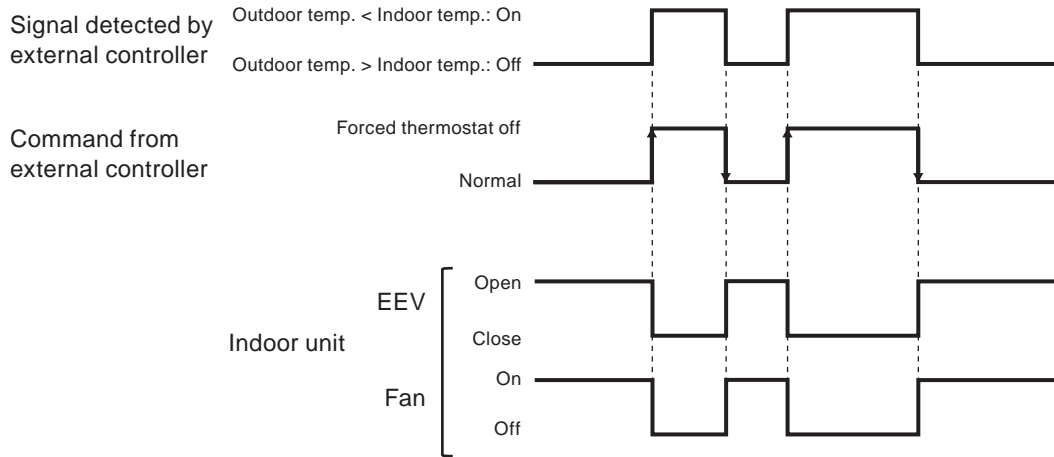 Signal detected by
external controller
Outdoor temp. < Indoor temp.: On
Outdoor temp. > Indoor temp.: Off
Command from
external controller
Forced thermostat off
Normal
Indoor unit
EEV
Open
Close
Fan
On
Off